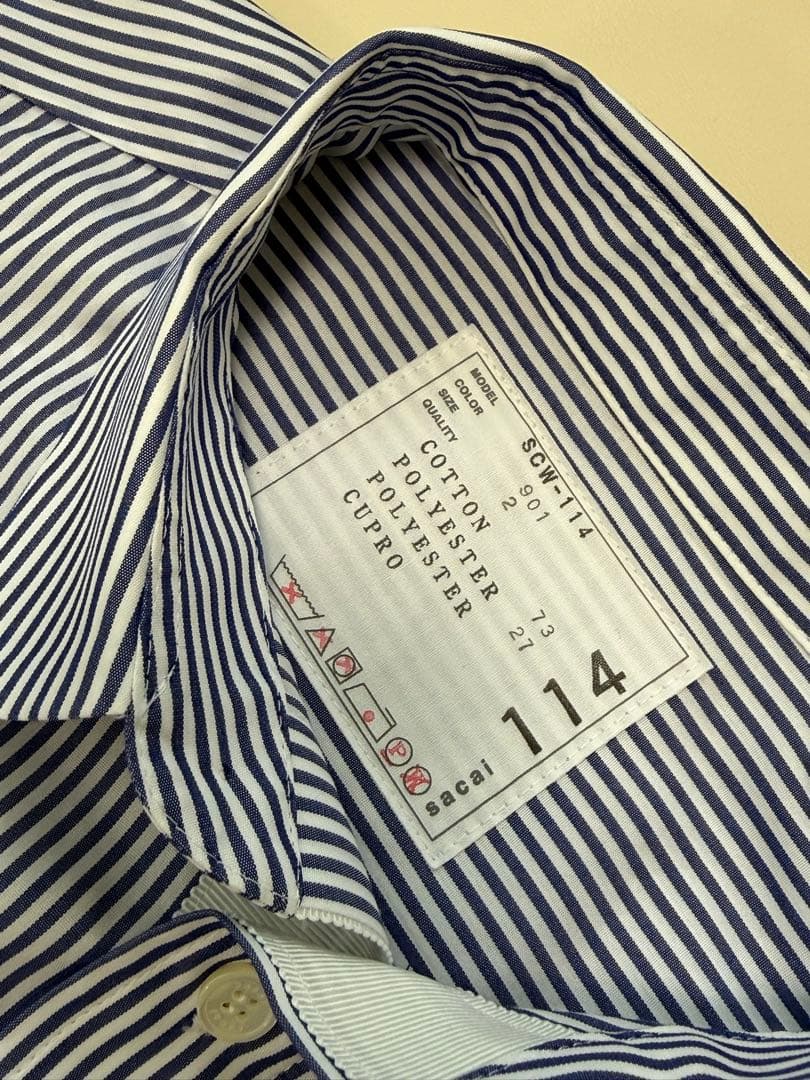 MODEL SCW-114
COLOR 901
SIZE 2
QUALITY
COTTON
POLYESTER 73
POLYESTER 27
CUPRO
P
W
sacai 114